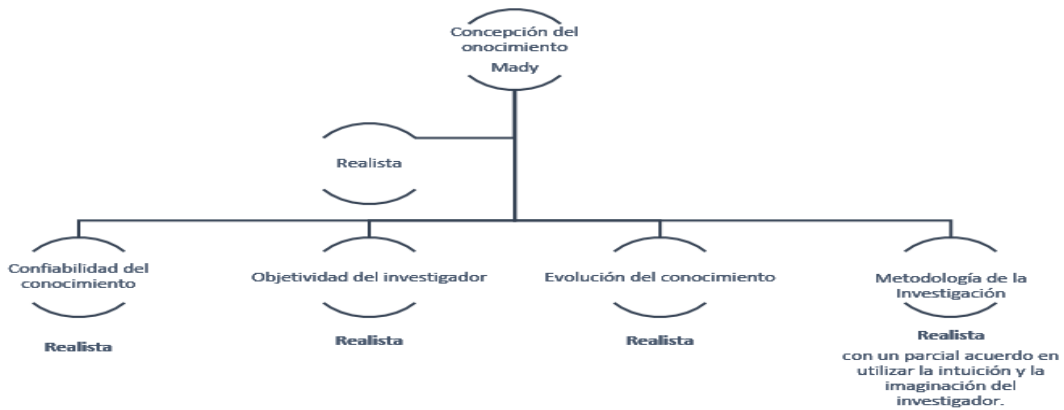 Concepción del
onocimiento
Mady
Realista
Confiabilidad del
conocimiento
Realista
Objetividad del investigador
Realista
Evolución del conocimiento
Realista
Metodología de la
Investigación
Realista
con un parcial acuerdo en
utilizar la intuición y la
imaginación del
investigador.